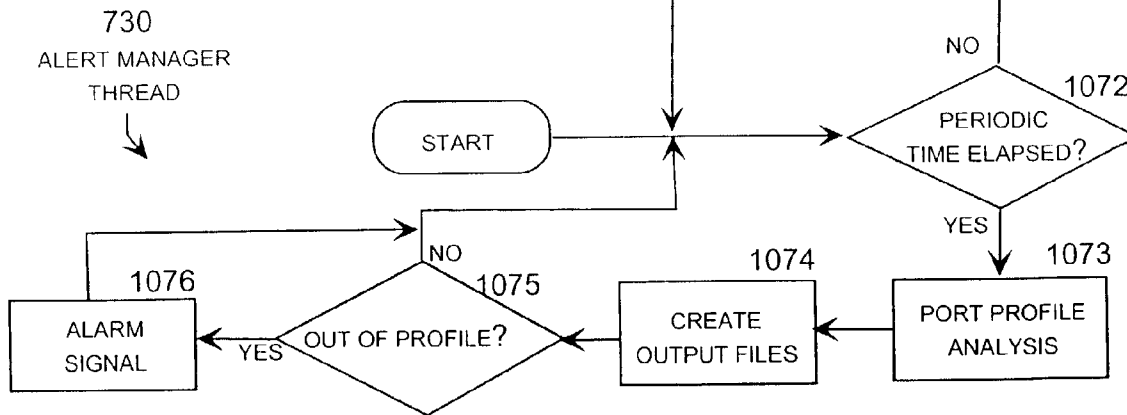 730
ALERT MANAGER
THREAD
START
NO
1072
PERIODIC
TIME ELAPSED?
YES
1073
PORT PROFILE
ANALYSIS
1074
CREATE
OUTPUT FILES
NO
1075
OUT OF PROFILE?
YES
1076
ALARM
SIGNAL